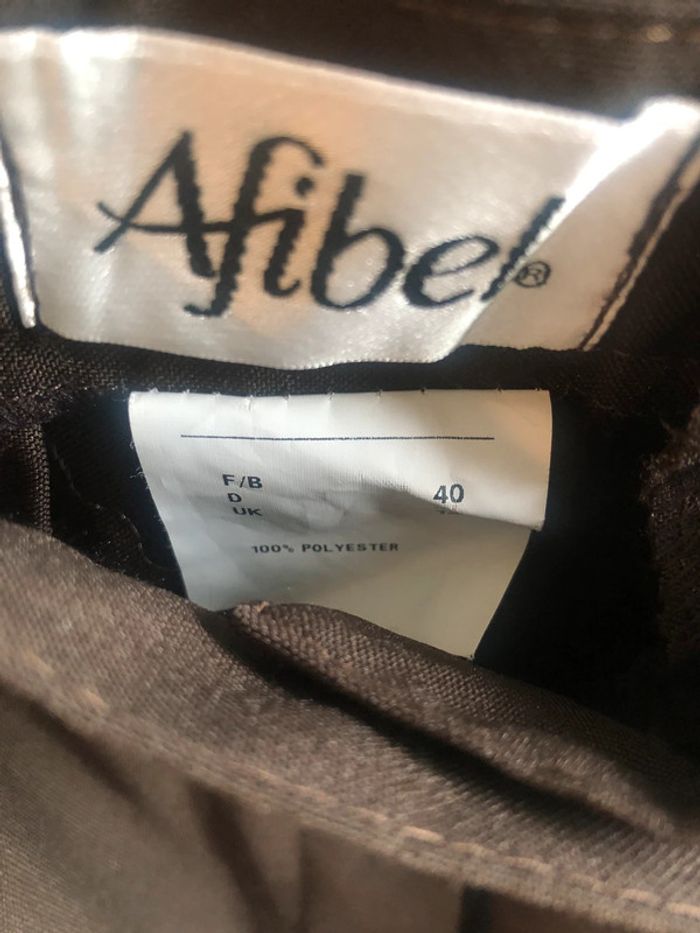 Afibel®
F/B
D 40
UK
100% POLYESTER